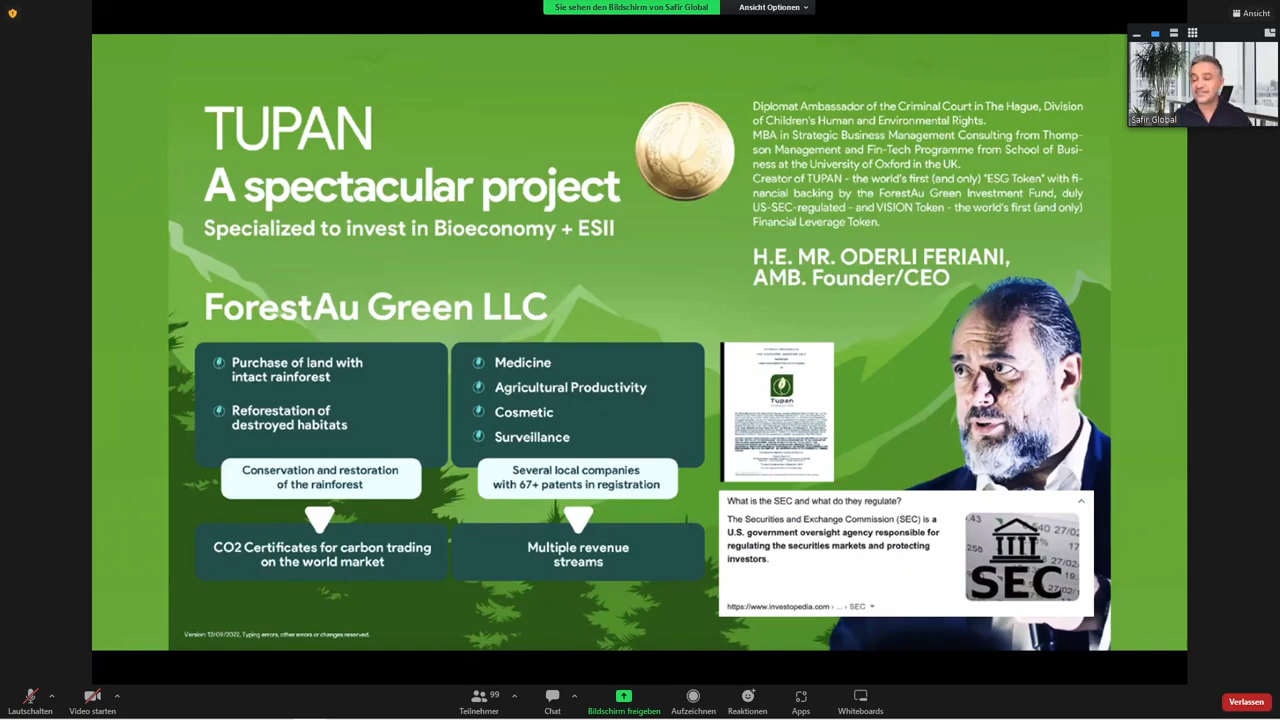 Sie sehen den Bildschirm von Safir Global
Ansicht Optionen
Ansicht
Safir Global
TUPAN
A spectacular project
Specialized to invest in Bioeconomy + ESII
ForestAu Green LLC
Purchase of land with
intact rainforest
Reforestation of
destroyed habitats
Conservation and restoration
of the rainforest
CO2 Certificates for carbon trading
on the world market
Medicine
Agricultural Productivity
Cosmetic
Surveillance
Several local companies
with 67+ patents in registration
Multiple revenue
streams
Version: 12/09/2022, Typing errors, other errors or changes reserved.
Diplomat Ambassador of the Criminal Court in The Hague, Division
of Children's Human and Environmental Rights.
MBA in Strategic Business Management Consulting from Thomp-
son Management and Fin-Tech Programme from School of Busi-
ness at the University of Oxford in the UK.
Creator of TUPAN - the world's first (and only) "ESG Token" with fi-
nancial backing by the ForestAu Green Investment Fund, duly
US-SEC-regulated - and VISION Token - the world's first (and only)
Financial Leverage Token.
H.E. MR. ODERLI FERIANI,
AMB. Founder/CEO
Tupan
What is the SEC and what do they regulate?
The Securities and Exchange Commission (SEC) is a
U.S. government oversight agency responsible for
regulating the securities markets and protecting
investors.
https://www.investopedia.com › ... › SEC
SEC
Lautschalten
Video starten
99
Teilnehmer
Chat
Bildschirm freigeben
Aufzeichnen
Reaktionen
Apps
Whiteboards
Verlassen